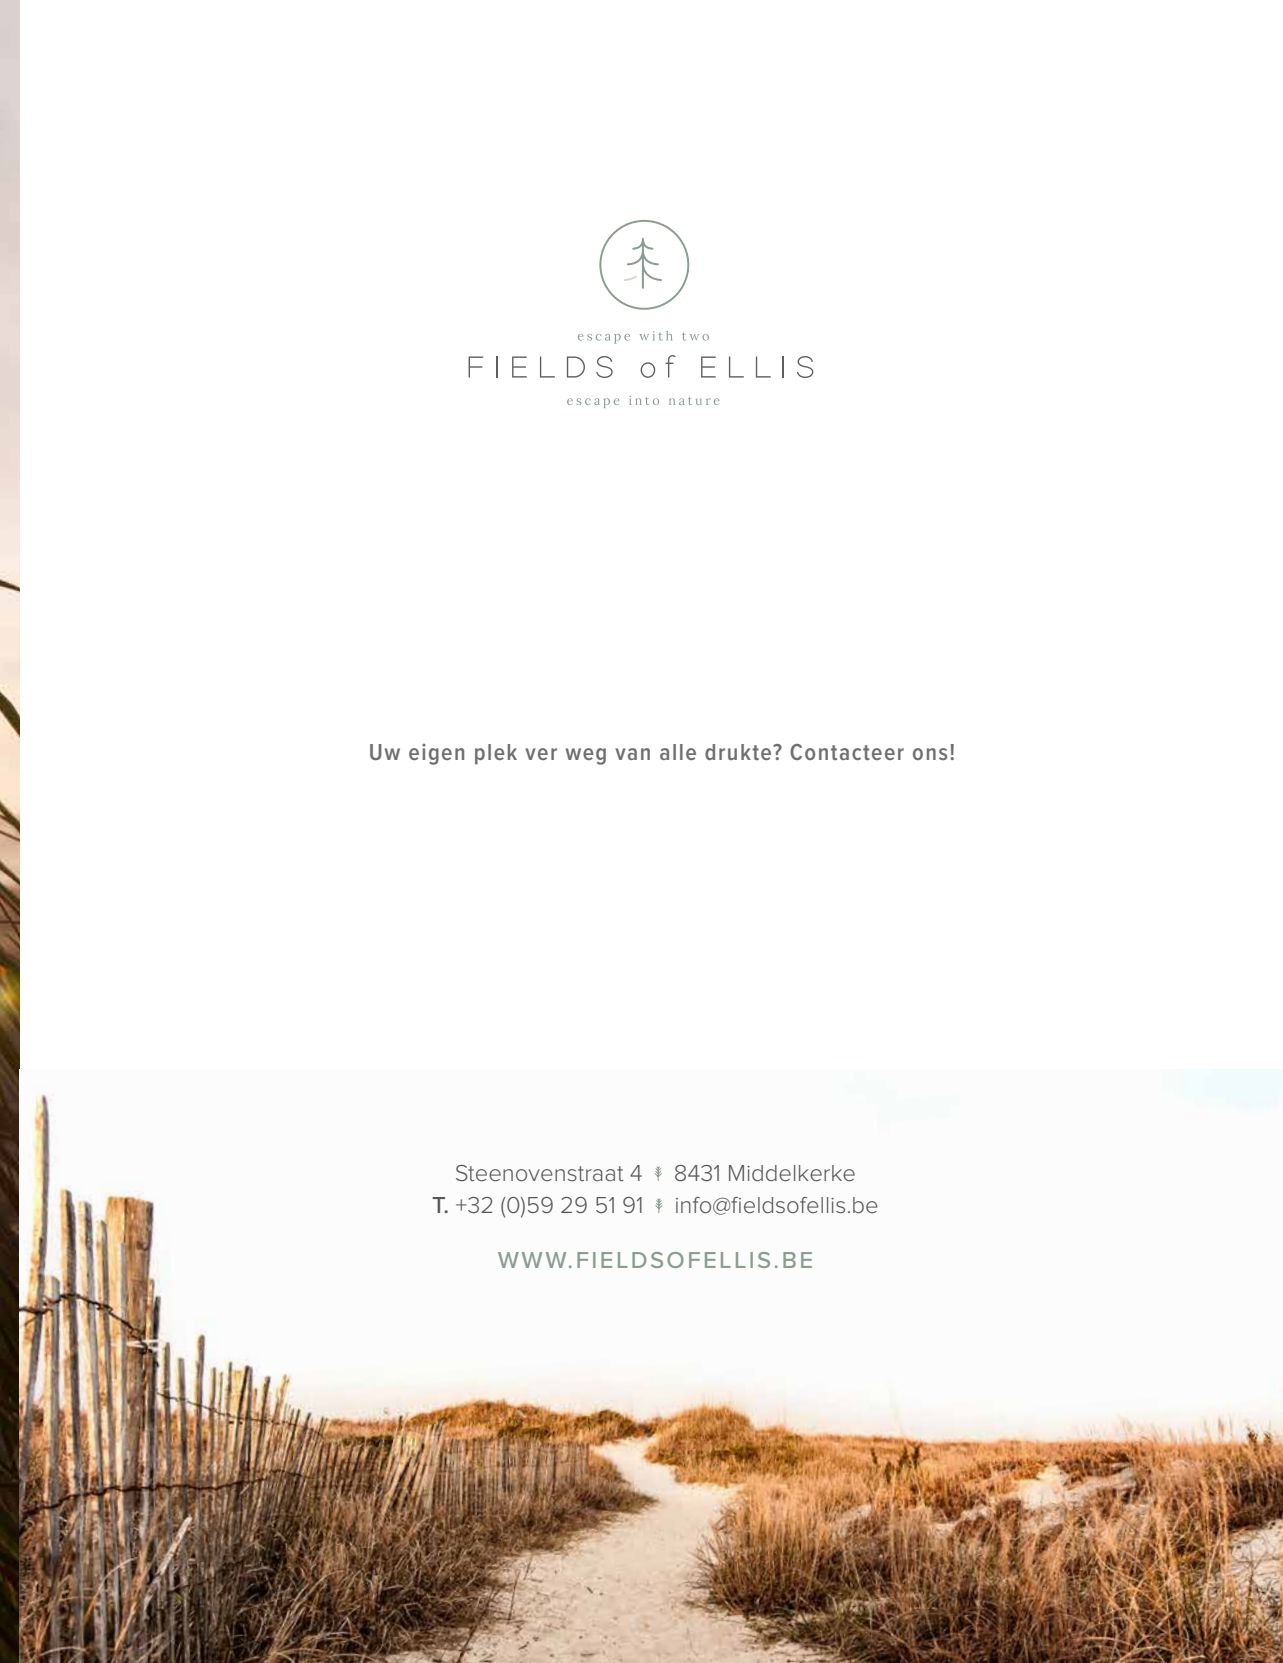 escape with two
FIELDS of ELLIS
escape into nature
Uw eigen plek ver weg van alle drukte? Contacteer ons!
Steenovenstraat 4 8431 Middelkerke
T. +32 (0)59 29 51 91 info@fieldsofellis.be
WWW.FIELDSOFELLIS.BE